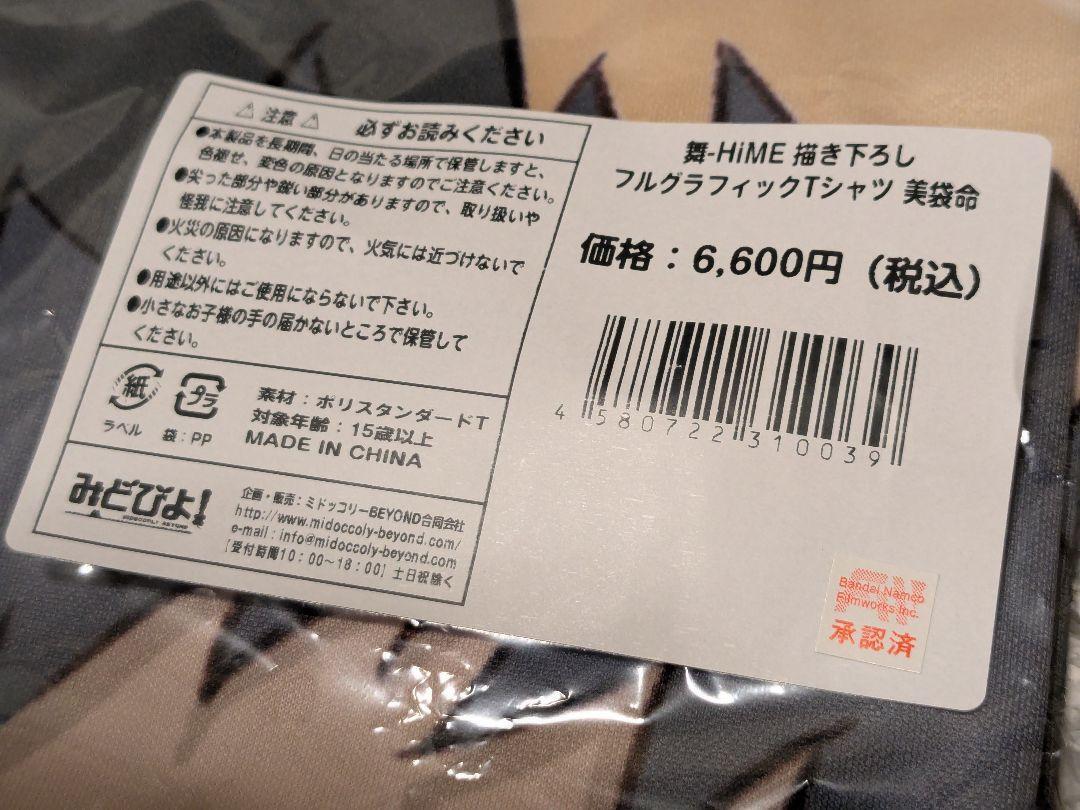 ⚠ 注意 ⚠ 必ずお読みください
●本製品を長期間、日の当たる場所で保管しますと、
色褪せ、変色の原因となりますのでご注意ください。
●尖った部分や鋭い部分がありますので、取り扱いや
怪我に注意してください。
●火災の原因になりますので、火気には近づけないで
ください。
●用途以外にはご使用にならないで下さい。
●小さなお子様の手の届かないところで保管して
ください。
紙
ラベル
プラ
袋:PP
素材:ポリスタンダードT
対象年齢:15歳以上
MADE IN CHINA
みどびよ!
MIDOCCOLY BEYOND
企画・販売:ミドッコリーBEYOND合同会社
http://www.midoccoly-beyond.com/
e-mail:info@midoccoly-beyond.com
[受付時間10:00～18:00] 土日祝除く
舞-HiME 描き下ろし
フルグラフィックTシャツ 美袋命
価格:6,600円(税込)
4 580722 310039
Bandai Namco
Filmworks Inc.
承認済